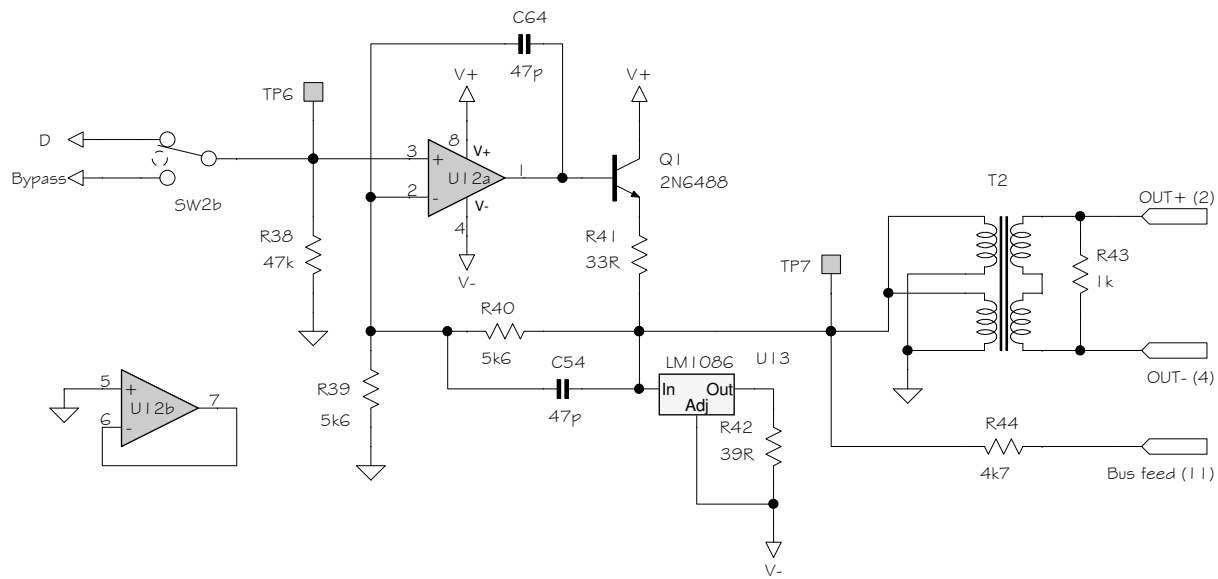 C64
47p
V+
V+
TP6
D
Bypass
SW2b
3
+
8
V+
U12a
1
2
-
V-
4
V-
Q1
2N6488
R38
47k
R41
33R
T2
OUT+ (2)
R43
1k
TP7
OUT- (4)
R40
5k6
C54
47p
LM1086
U13
In
Out
Adj
R39
5k6
R42
39R
5
+
U12b
7
6
-
R44
4k7
Bus feed (11)
V-